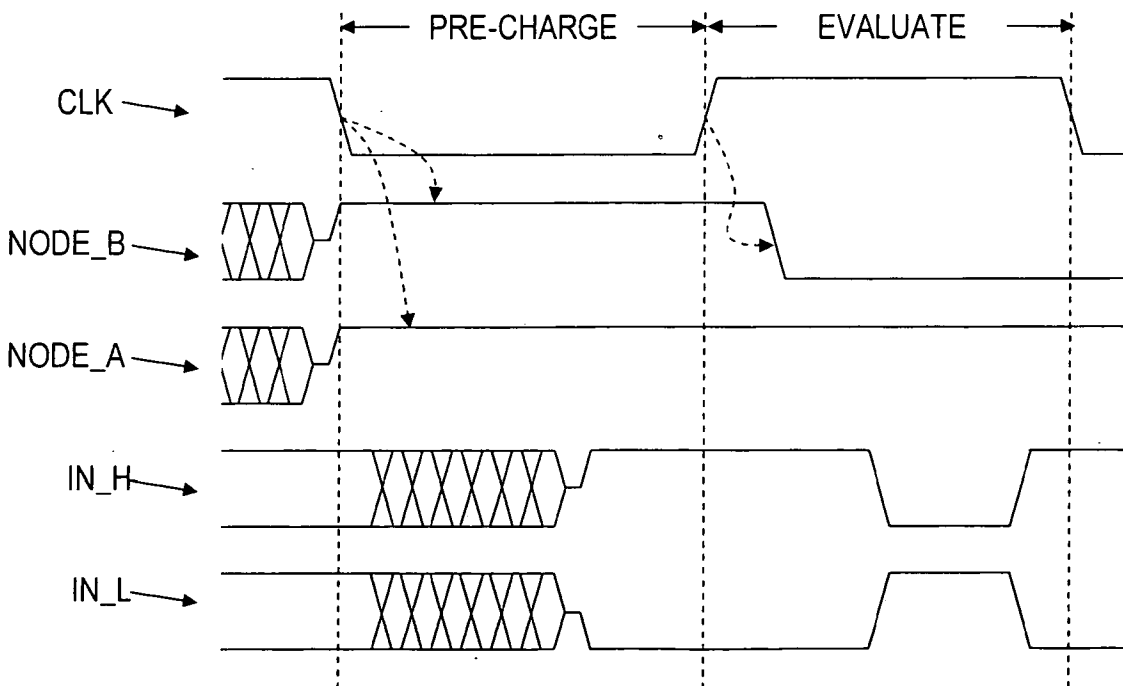 PRE-CHARGE EVALUATE
CLK
NODE_B
NODE_A
IN_H
IN_L